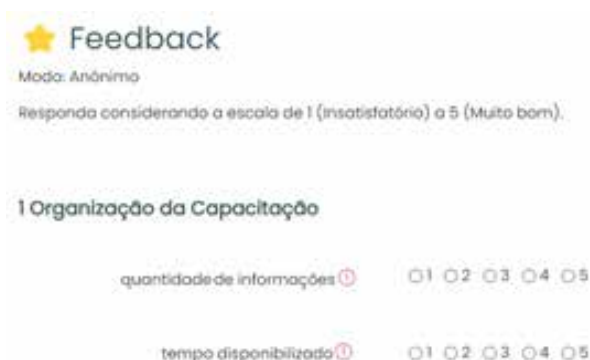 Feedback
Modo: Anônimo
Responda considerando a escala de 1 (Insatisfatório) a 5 (Muito bom).
1 Organização da Capacitação
quantidade de informações 1 2 3 4 5
tempo disponibilizado 1 2 3 4 5